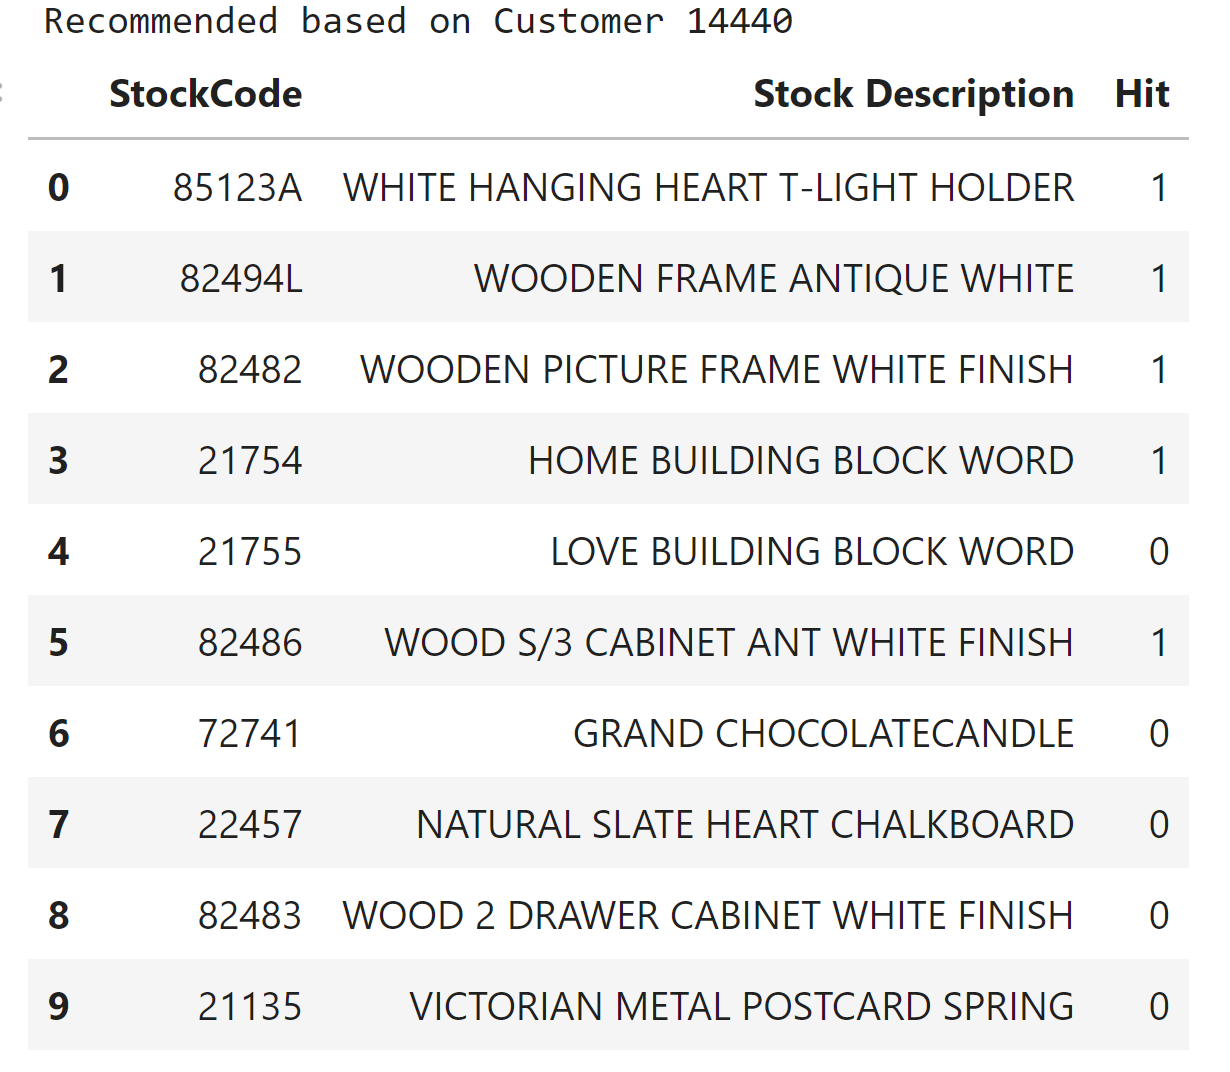 Recommended based on Customer 14440
StockCode Stock Description Hit
0 85123A WHITE HANGING HEART T-LIGHT HOLDER 1
1 82494L WOODEN FRAME ANTIQUE WHITE 1
2 82482 WOODEN PICTURE FRAME WHITE FINISH 1
3 21754 HOME BUILDING BLOCK WORD 1
4 21755 LOVE BUILDING BLOCK WORD 0
5 82486 WOOD S/3 CABINET ANT WHITE FINISH 1
6 72741 GRAND CHOCOLATECANDLE 0
7 22457 NATURAL SLATE HEART CHALKBOARD 0
8 82483 WOOD 2 DRAWER CABINET WHITE FINISH 0
9 21135 VICTORIAN METAL POSTCARD SPRING 0